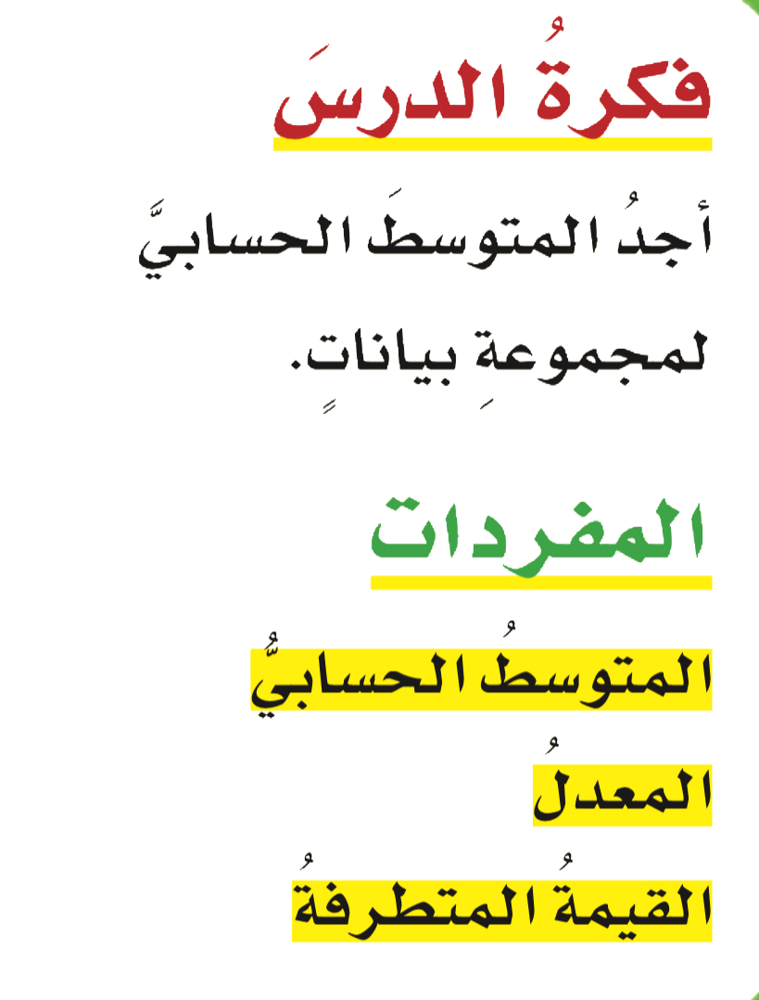 فكرةُ الدرسَ
أجدُ المتوسطَ الحسابيَّ
لمجموعةِ بياناتٍ.
المفردات
المتوسطُ الحسابيُّ
المعدلُ
القيمةُ المتطرفةُ